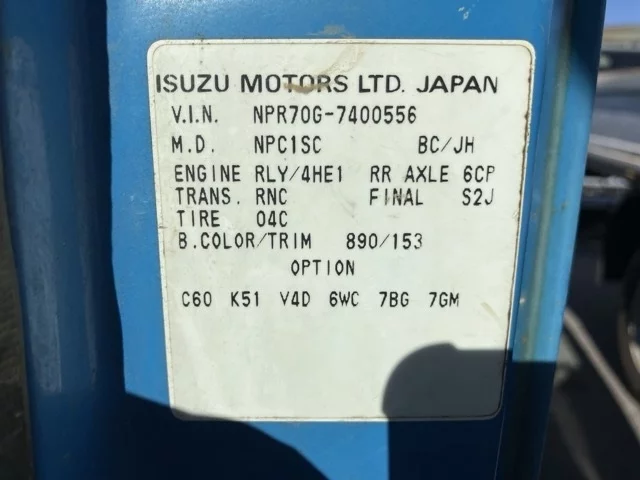 ISUZU MOTORS LTD. JAPAN
V.I.N. NPR70G-7400556
M.D. NPC1SC BC/JH
ENGINE RLY/4HE1 RR AXLE 6CP
TRANS. RNC FINAL S2J
TIRE 04C
B.COLOR/TRIM 890/153
OPTION
C60 K51 V4D 6WC 7BG 7GM